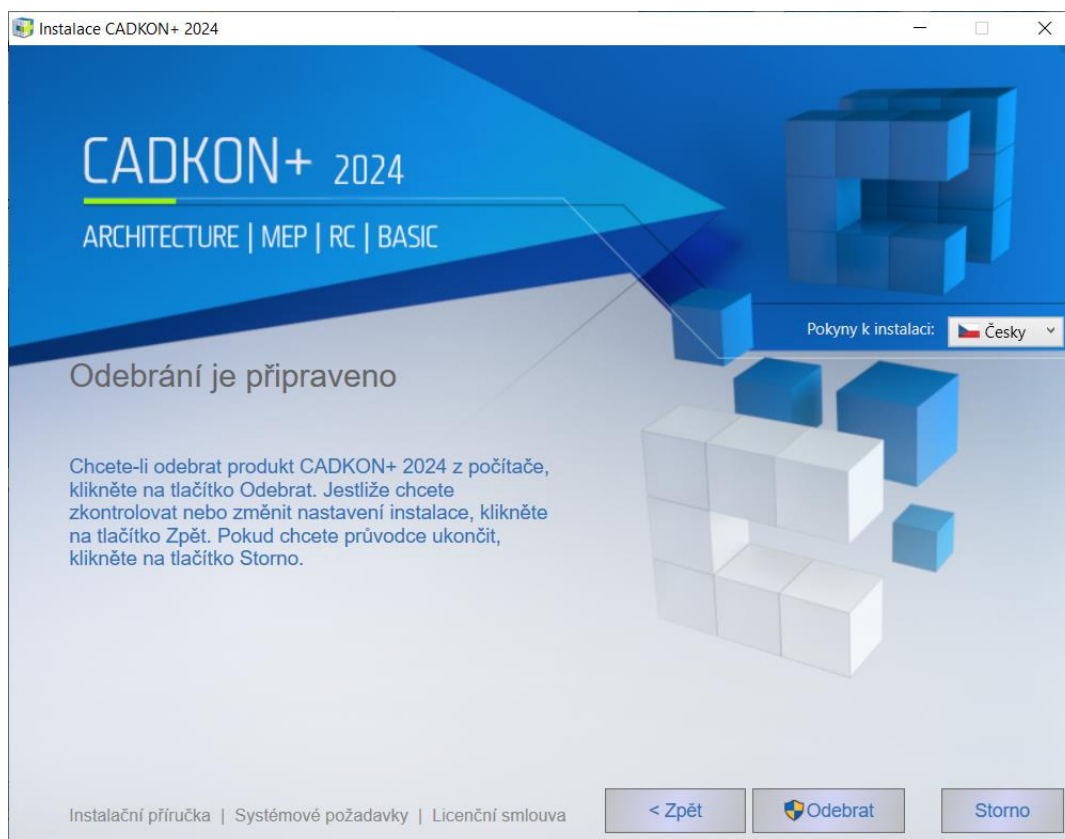 Instalace CADKON+ 2024
CADKON+ 2024
ARCHITECTURE | MEP | RC | BASIC
Pokyny k instalaci:
Česky
Odebrání je připraveno
Chcete-li odebrat produkt CADKON+ 2024 z počítače,
klikněte na tlačítko Odebrat. Jestliže chcete
zkontrolovat nebo změnit nastavení instalace, klikněte
na tlačítko Zpět. Pokud chcete průvodce ukončit,
klikněte na tlačítko Storno.
Instalační příručka | Systémové požadavky | Licenční smlouva
< Zpět
Odebrat
Storno